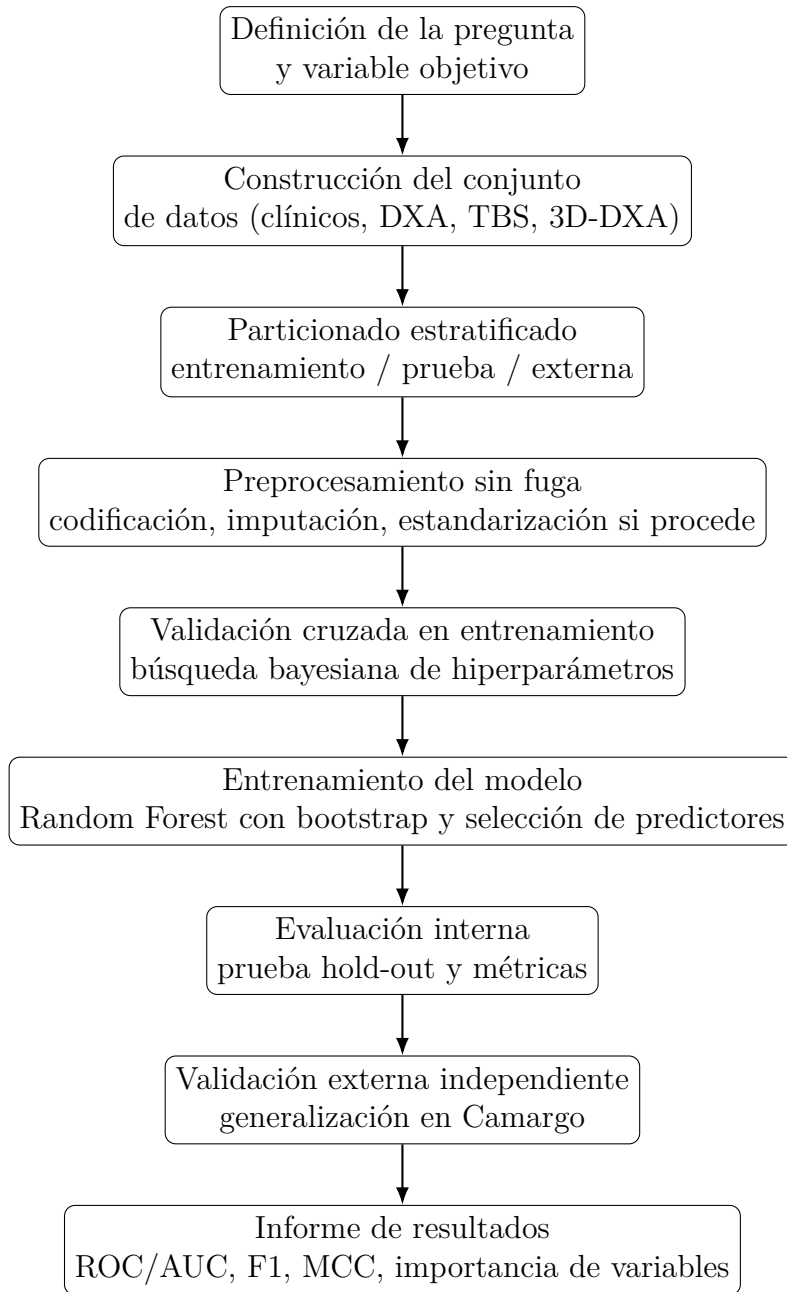 Definición de la pregunta
y variable objetivo
Construcción del conjunto
de datos (clínicos, DXA, TBS, 3D-DXA)
Particionado estratificado
entrenamiento / prueba / externa
Preprocesamiento sin fuga
codificación, imputación, estandarización si procede
Validación cruzada en entrenamiento
búsqueda bayesiana de hiperparámetros
Entrenamiento del modelo
Random Forest con bootstrap y selección de predictores
Evaluación interna
prueba hold-out y métricas
Validación externa independiente
generalización en Camargo
Informe de resultados
ROC/AUC, F1, MCC, importancia de variables